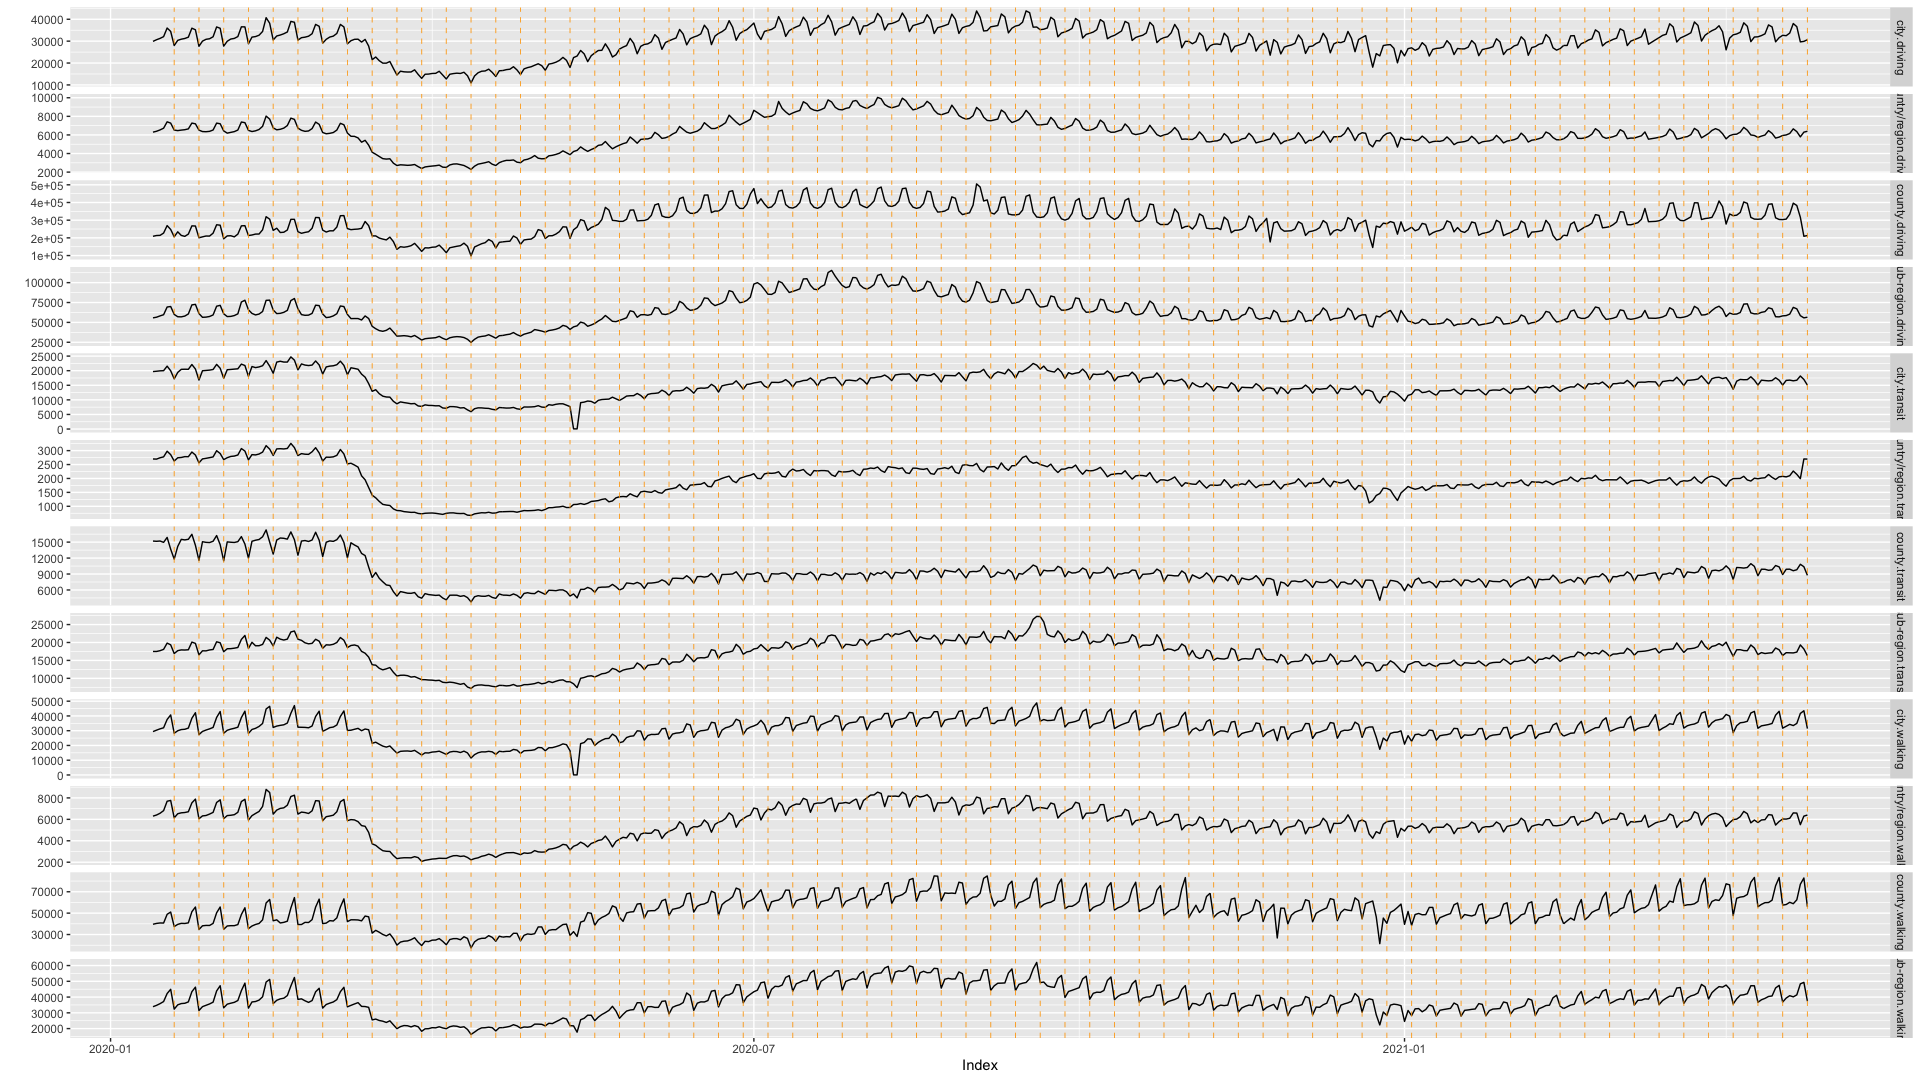 40000
30000
20000
10000
city.driving
10000
8000
6000
4000
2000
ntry/region.driv
5e+05
4e+05
3e+05
2e+05
1e+05
county.driving
100000
75000
50000
25000
ub-region.drivin
25000
20000
15000
10000
5000
0
city.transit
3000
2500
2000
1500
1000
untry/region.tran
15000
12000
9000
6000
county.transit
25000
20000
15000
10000
ub-region.trans
50000
40000
30000
20000
10000
0
city.walking
8000
6000
4000
2000
ntry/region.wal
70000
50000
30000
county.walking
60000
50000
40000
30000
20000
b-region.walki
2020-01
2020-07
2021-01
Index